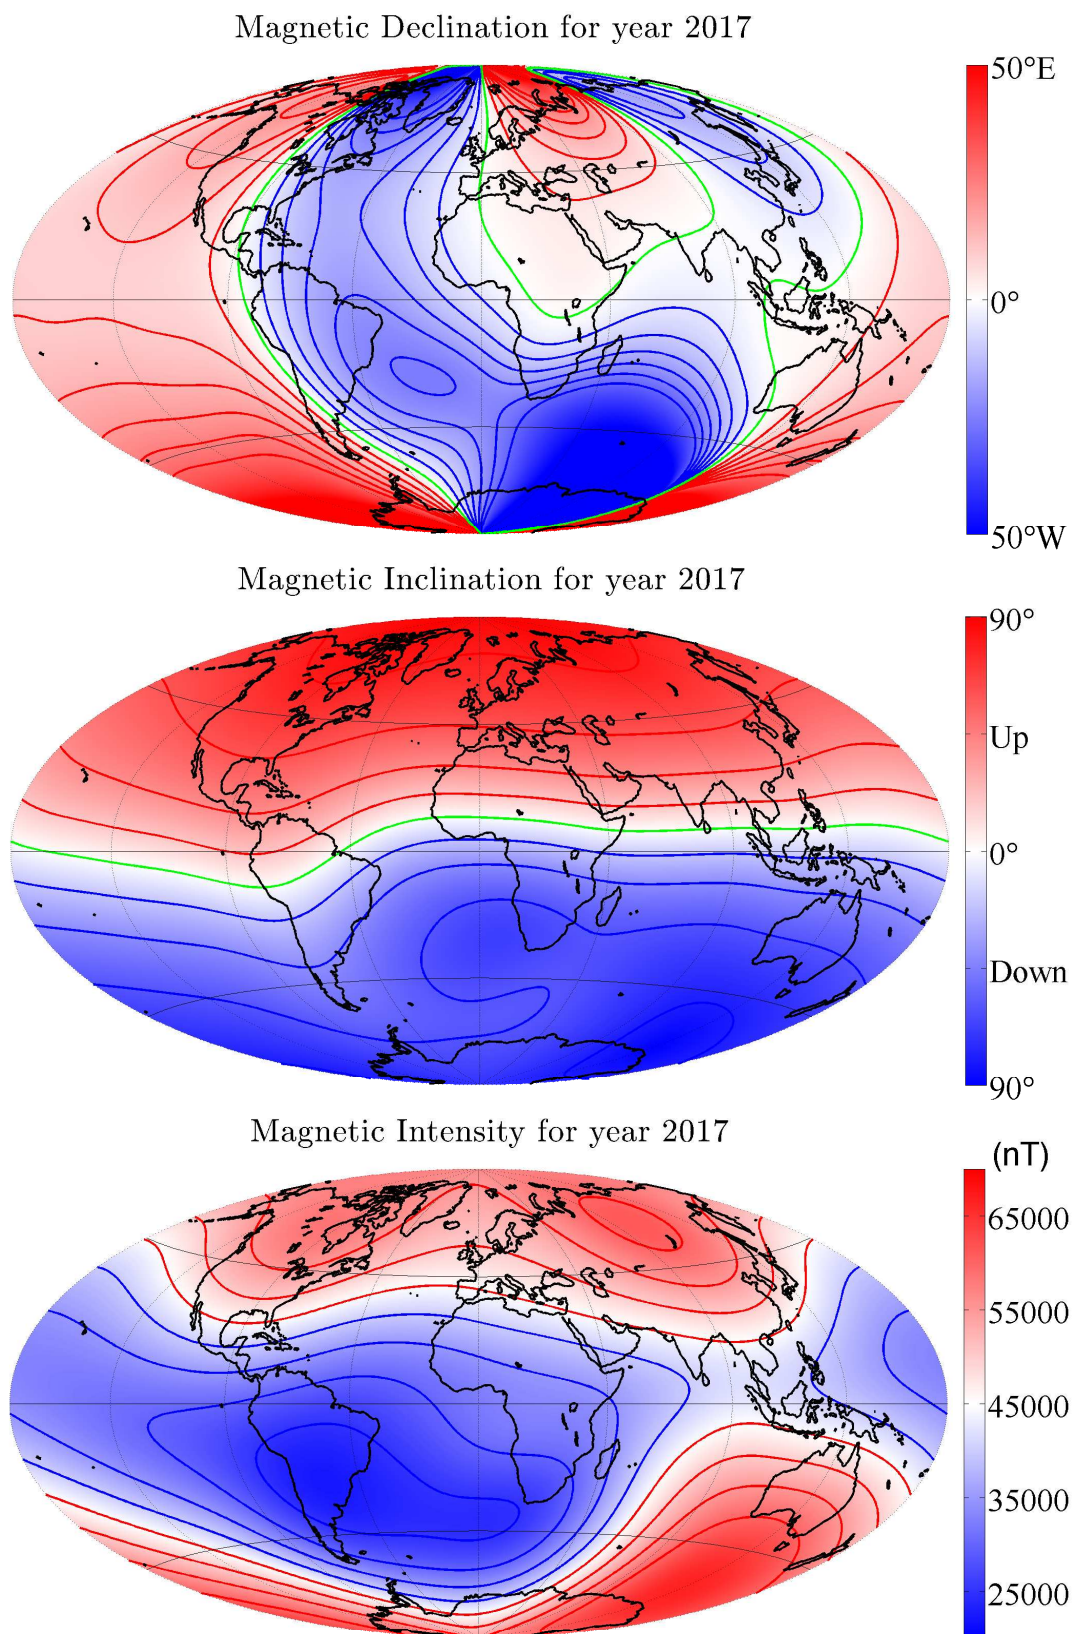 Magnetic Declination for year 2017
50°E
0°
50°W
Magnetic Inclination for year 2017
90°
Up
0°
Down
90°
Magnetic Intensity for year 2017
(nT)
65000
55000
45000
35000
25000